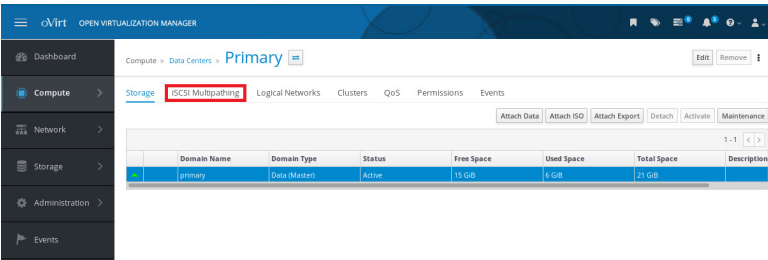 oVirt OPEN VIRTUALIZATION MANAGER
Dashboard
Compute
Network
Storage
Administration
Events
Compute » Data Centers » Primary
Edit Remove
Storage ISCSI Multipathing Logical Networks Clusters QoS Permissions Events
Attach Data Attach ISO Attach Export Detach Activate Maintenance
1 - 1
Domain Name Domain Type Status Free Space Used Space Total Space Description
primary Data (Master) Active 15 GiB 6 GiB 21 GiB